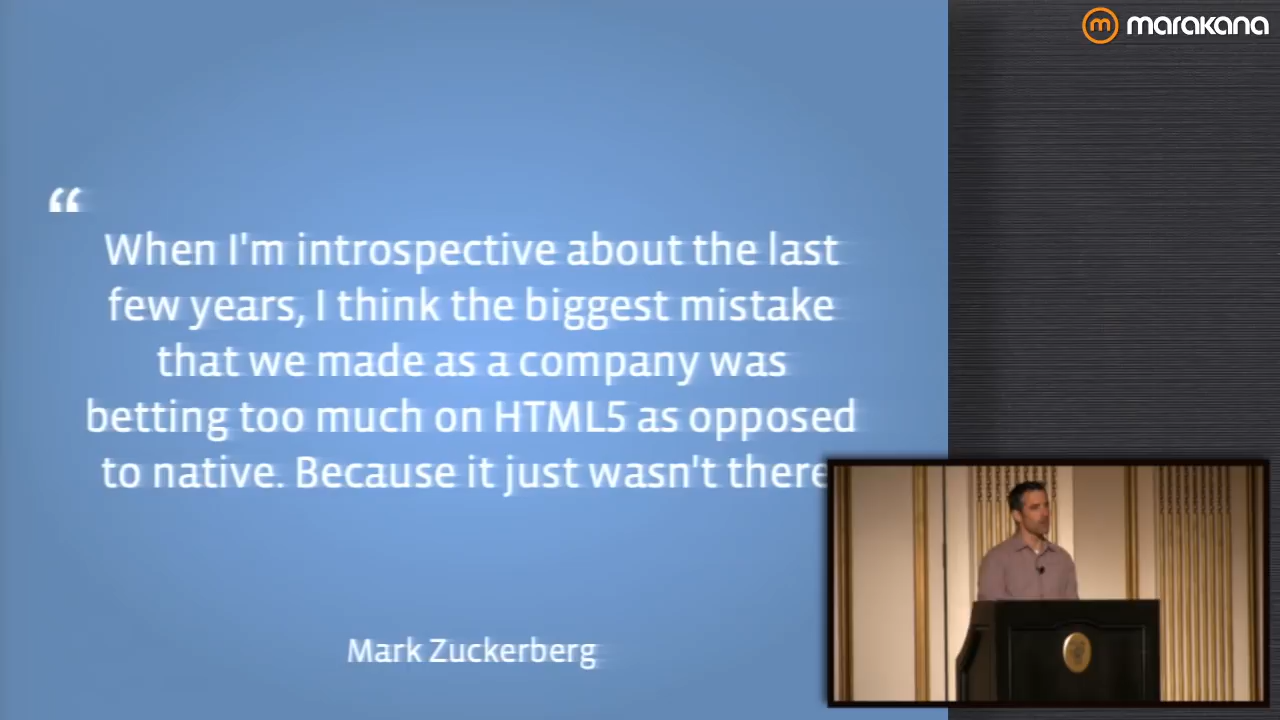 marakana
“
When I'm introspective about the last
few years, I think the biggest mistake
that we made as a company was
betting too much on HTML5 as opposed
to native. Because it just wasn't there
Mark Zuckerberg